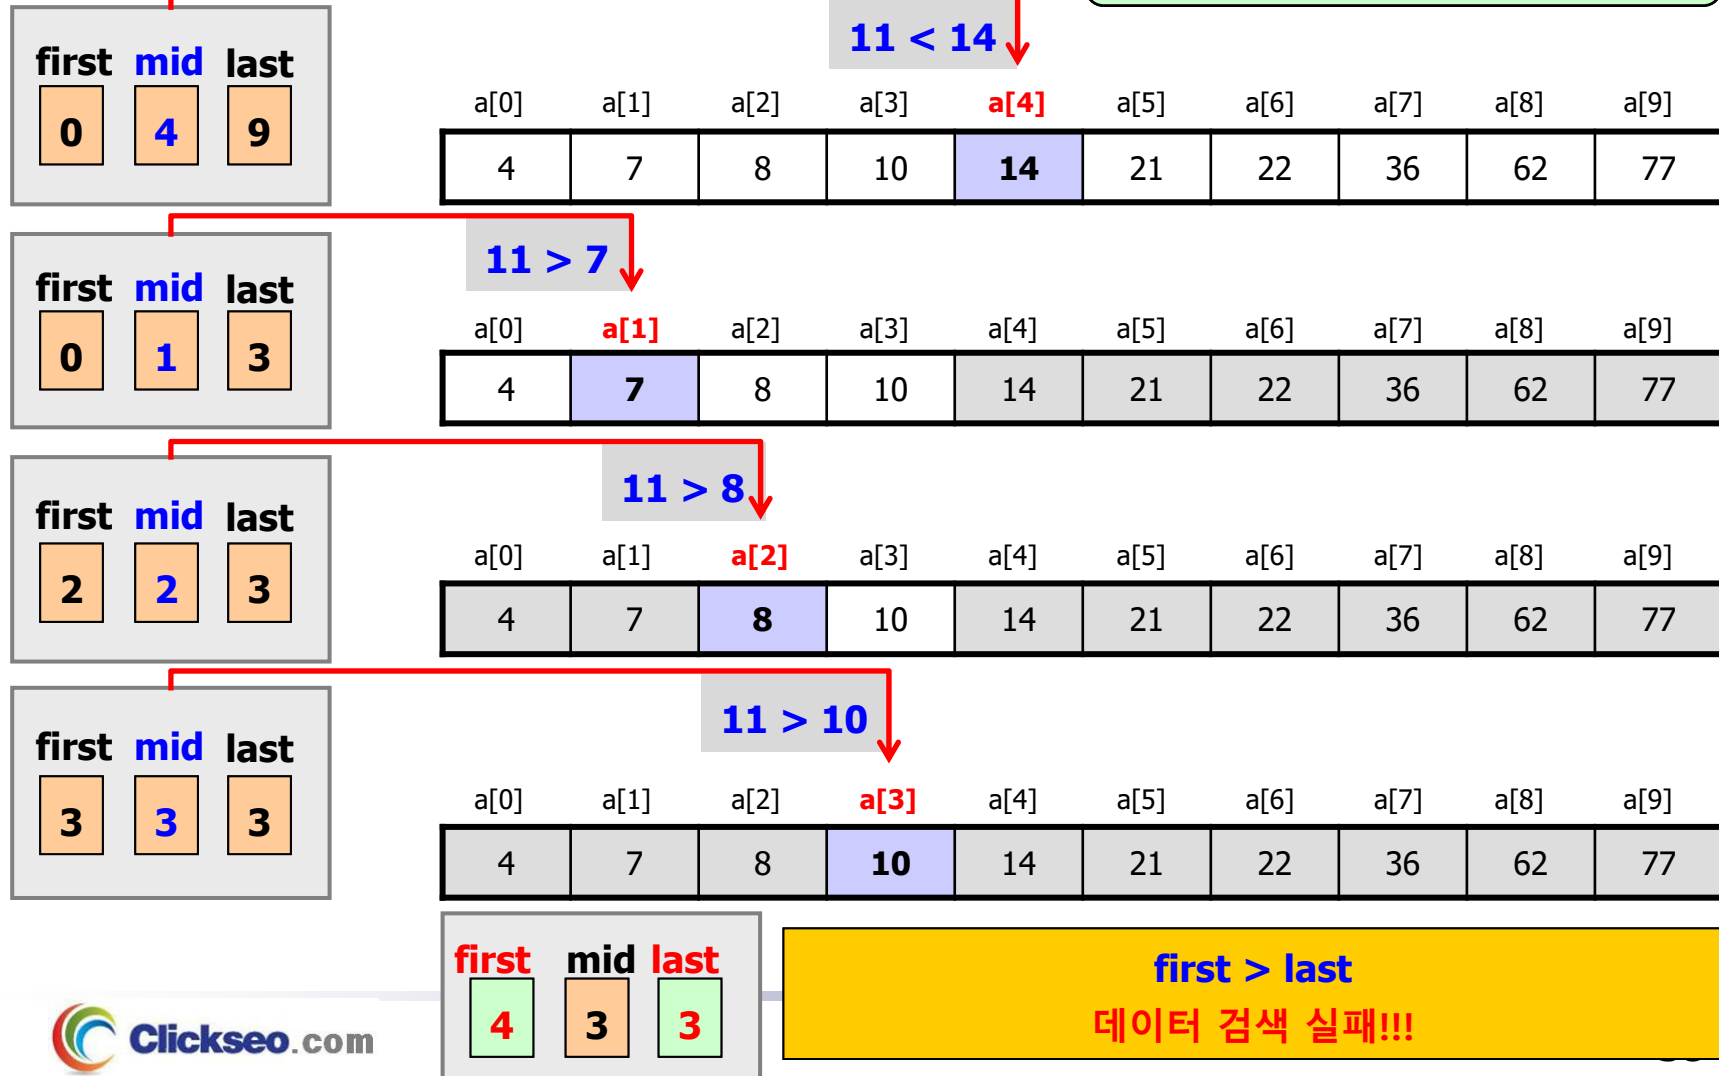 11 < 14
first mid last
0 4 9
a[0] a[1] a[2] a[3] a[4] a[5] a[6] a[7] a[8] a[9]
4 7 8 10 14 21 22 36 62 77
11 > 7
first mid last
0 1 3
a[0] a[1] a[2] a[3] a[4] a[5] a[6] a[7] a[8] a[9]
4 7 8 10 14 21 22 36 62 77
11 > 8
first mid last
2 2 3
a[0] a[1] a[2] a[3] a[4] a[5] a[6] a[7] a[8] a[9]
4 7 8 10 14 21 22 36 62 77
11 > 10
first mid last
3 3 3
a[0] a[1] a[2] a[3] a[4] a[5] a[6] a[7] a[8] a[9]
4 7 8 10 14 21 22 36 62 77
first mid last
4 3 3
first > last
데이터 검색 실패!!!
Clickseo.com